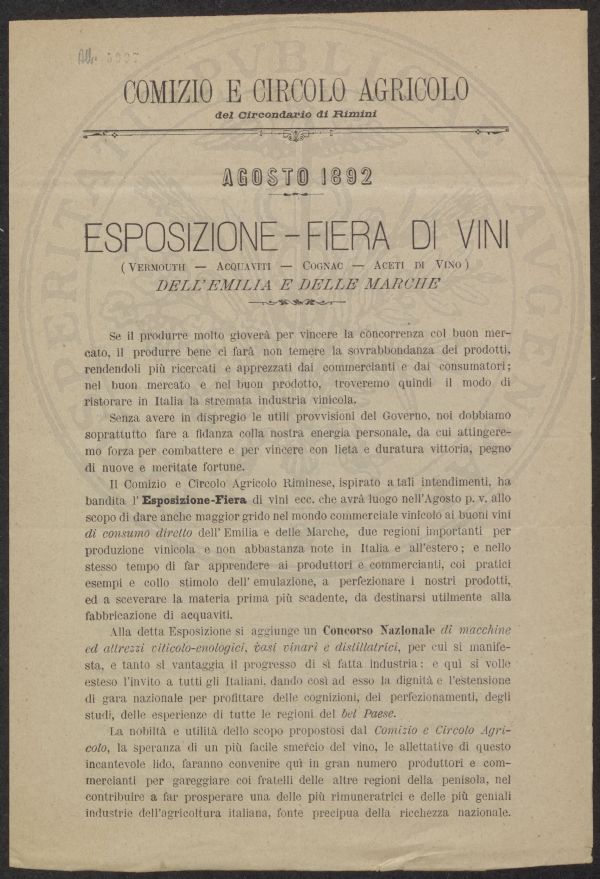 COMIZIO E CIRCOLO AGRICOLO
del Circondario di Rimini
AGOSTO 1892
ESPOSIZIONE-FIERA DI VINI
(VERMOUTH — ACQUAVITI — COGNAC — ACETI DI VINO)
DELL'EMILIA E DELLE MARCHE
Se il produrre molto gioverà per vincere la concorrenza col buon mer-
cato, il produrre bene ci farà non temere la sovrabbondanza dei prodotti,
rendendoli più ricercati e apprezzati dai commercianti e dai consumatori;
nel buon mercato e nel buon prodotto, troveremo quindi il modo di
ristorare in Italia la stremata industria vinicola.
Senza avere in dispregio le utili provvisioni del Governo, noi dobbiamo
soprattutto fare a fidanza colla nostra energia personale, da cui attingere-
mo forza per combattere e per vincere con lieta e duratura vittoria, pegno
di nuove e meritate fortune.
Il Comizio e Circolo Agricolo Riminese, ispirato a tali intendimenti, ha
bandita l' Esposizione-Fiera di vini ecc. che avrà luogo nell'Agosto p. v. allo
scopo di dare anche maggior grido nel mondo commerciale vinicolo ai buoni vini
di consumo diretto dell' Emilia e delle Marche, due regioni importanti per
produzione vinicola e non abbastanza note in Italia e all'estero; e nello
stesso tempo di far apprendere ai produttori e commercianti, coi pratici
esempi e collo stimolo dell' emulazione, a perfezionare i nostri prodotti,
ed a sceverare la materia prima più scadente, da destinarsi utilmente alla
fabbricazione di acquaviti.
Alla detta Esposizione si aggiunge un Concorso Nazionale di macchine
ed attrezzi viticolo-enologici, vasi vinari e distillatrici, per cui si manife-
sta, e tanto si vantaggia il progresso di sì fatta industria: e quì si volle
esteso l'invito a tutti gli Italiani, dando così ad esso la dignità e l'estensione
di gara nazionale per profittare delle cognizioni, dei perfezionamenti, degli
studi, delle esperienze di tutte le regioni del bel Paese.
La nobiltà e utilità dello scopo propostosi dal Comizio e Circolo Agri-
colo, la speranza di un più facile smercio del vino, le allettative di questo
incantevole lido, faranno convenire quì in gran numero produttori e com-
mercianti per gareggiare coi fratelli delle altre regioni della penisola, nel
contribuire a far prosperare una delle più rimuneratrici e delle più geniali
industrie dell'agricoltura italiana, fonte precipua della ricchezza nazionale.